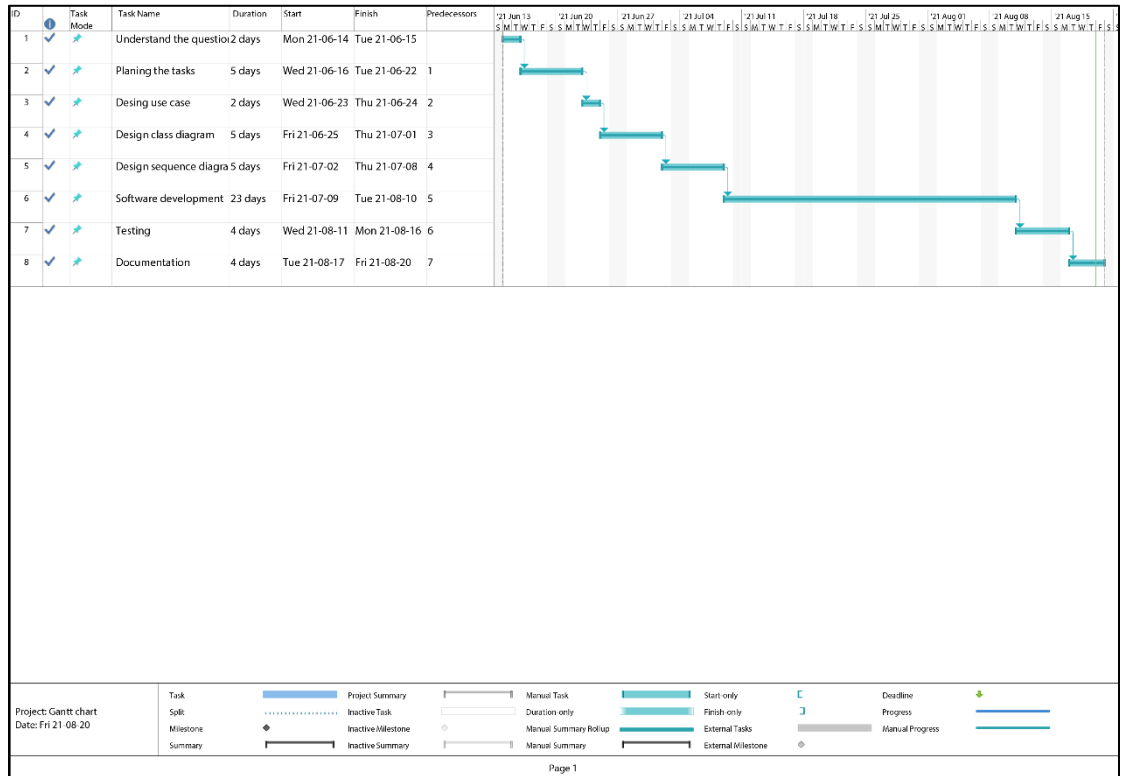 ID Task Mode Task Name Duration Start Finish Predecessors '21 Jun 13 '21 Jun 20 '21 Jun 27 '21 Jul 04 '21 Jul 11 '21 Jul 18 '21 Jul 25 '21 Aug 01 '21 Aug 08 '21 Aug 15
S M T W T F S S M T W T F S S M T W T F S S M T W T F S S M T W T F S S M T W T F S S M T W T F S S M T W T F S S M T W T F S S M T W T F S
1 Understand the question 2 days Mon 21-06-14 Tue 21-06-15
2 Planing the tasks 5 days Wed 21-06-16 Tue 21-06-22 1
3 Desing use case 2 days Wed 21-06-23 Thu 21-06-24 2
4 Design class diagram 5 days Fri 21-06-25 Thu 21-07-01 3
5 Design sequence diagra 5 days Fri 21-07-02 Thu 21-07-08 4
6 Software development 23 days Fri 21-07-09 Tue 21-08-10 5
7 Testing 4 days Wed 21-08-11 Mon 21-08-16 6
8 Documentation 4 days Tue 21-08-17 Fri 21-08-20 7
Project: Gantt chart
Date: Fri 21-08-20
Task Project Summary Manual Task Start-only Deadline
Split Inactive Task Duration-only Finish-only Progress
Milestone Inactive Milestone Manual Summary Rollup External Tasks Manual Progress
Summary Inactive Summary Manual Summary External Milestone
Page 1